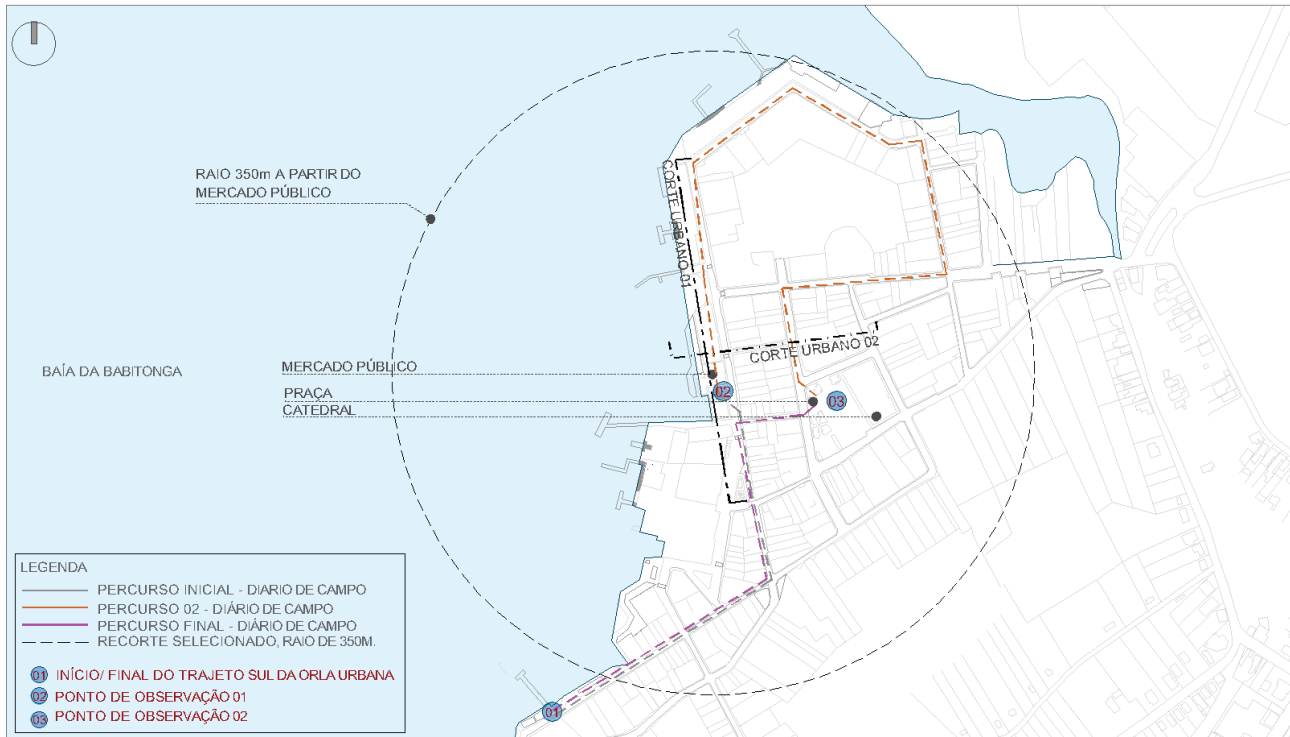 RAIO 350m A PARTIR DO
MERCADO PÚBLICO
CORTE URBANO 01
CORTE URBANO 02
BAÍA DA BABITONGA
MERCADO PÚBLICO
02
PRAÇA
03
CATEDRAL
LEGENDA
PERCURSO INICIAL - DIARIO DE CAMPO
PERCURSO 02 - DIÁRIO DE CAMPO
PERCURSO FINAL - DIÁRIO DE CAMPO
RECORTE SELECIONADO, RAIO DE 350M.
01 INÍCIO/ FINAL DO TRAJETO SUL DA ORLA URBANA
02 PONTO DE OBSERVAÇÃO 01
03 PONTO DE OBSERVAÇÃO 02
01